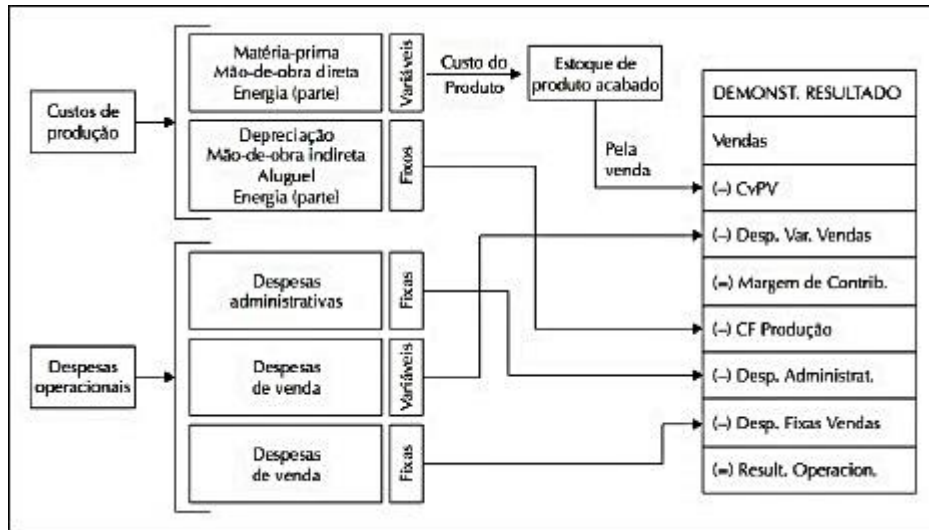 Custos de
produção
Matéria-prima
Mão-de-obra direta
Energia (parte)
Variáveis
Custo do
Produto
Estoque de
produto acabado
Depreciação
Mão-de-obra indireta
Aluguel
Energia (parte)
Fixos
Pela
venda
Despesas
operacionais
Despesas
administrativas
Fixas
Despesas
de venda
Variáveis
Despesas
de venda
Fixas
DEMONST. RESULTADO
Vendas
(–) CvPV
(–) Desp. Var. Vendas
(=) Margem de Contrib.
(–) CF Produção
(–) Desp. Administrat.
(–) Desp. Fixas Vendas
(=) Result. Operacion.